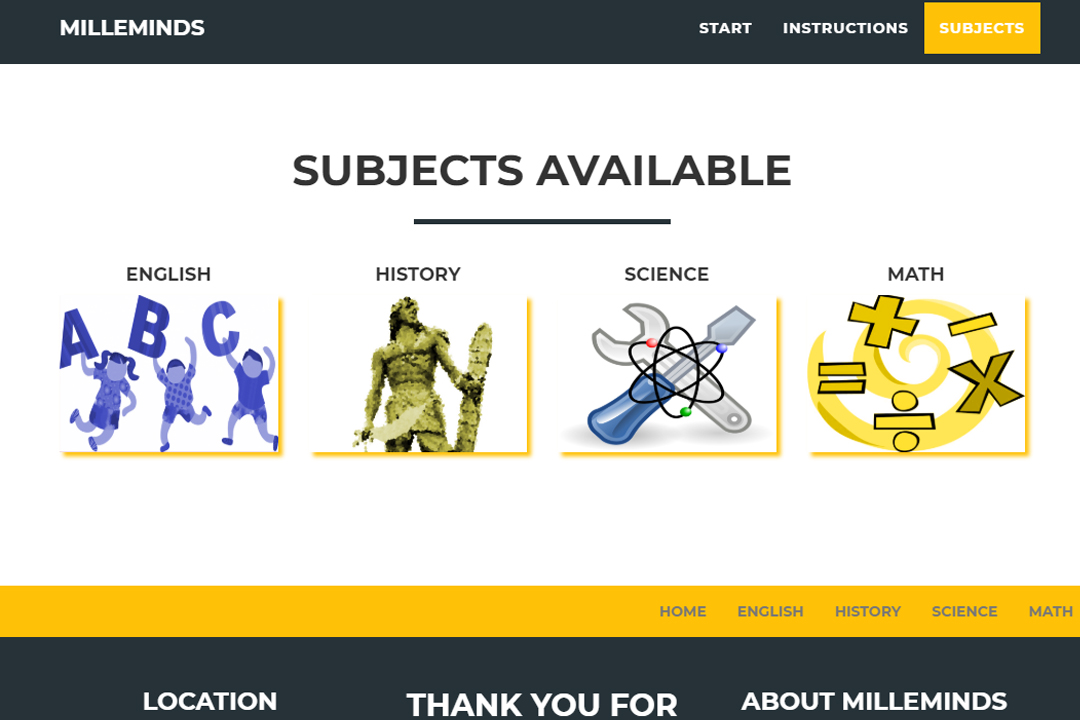 MILLEMINDS
START INSTRUCTIONS SUBJECTS
SUBJECTS AVAILABLE
ENGLISH HISTORY SCIENCE MATH
A B C
HOME ENGLISH HISTORY SCIENCE MATH
LOCATION THANK YOU FOR ABOUT MILLEMINDS